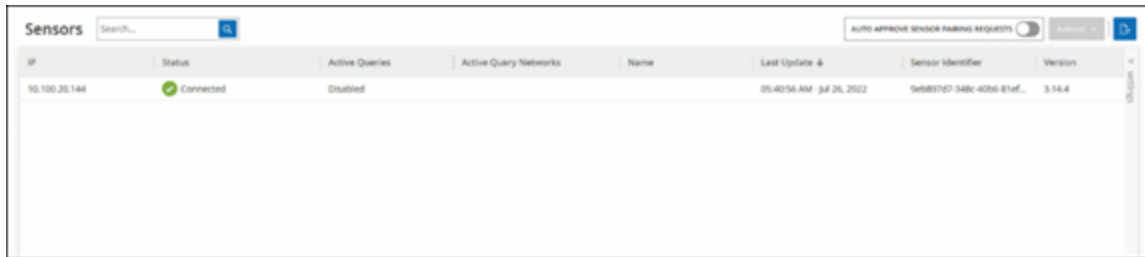 Sensors Search... AUTO APPROVE SENSOR PAIRING REQUESTS Actions
IP Status Active Queries Active Query Networks Name Last Update Sensor Identifier Version
10.100.20.144 Connected Disabled 05:40:56 AM · Jul 26, 2022 9eb897d7-348c-40b6-81ef... 3.14.4
settings